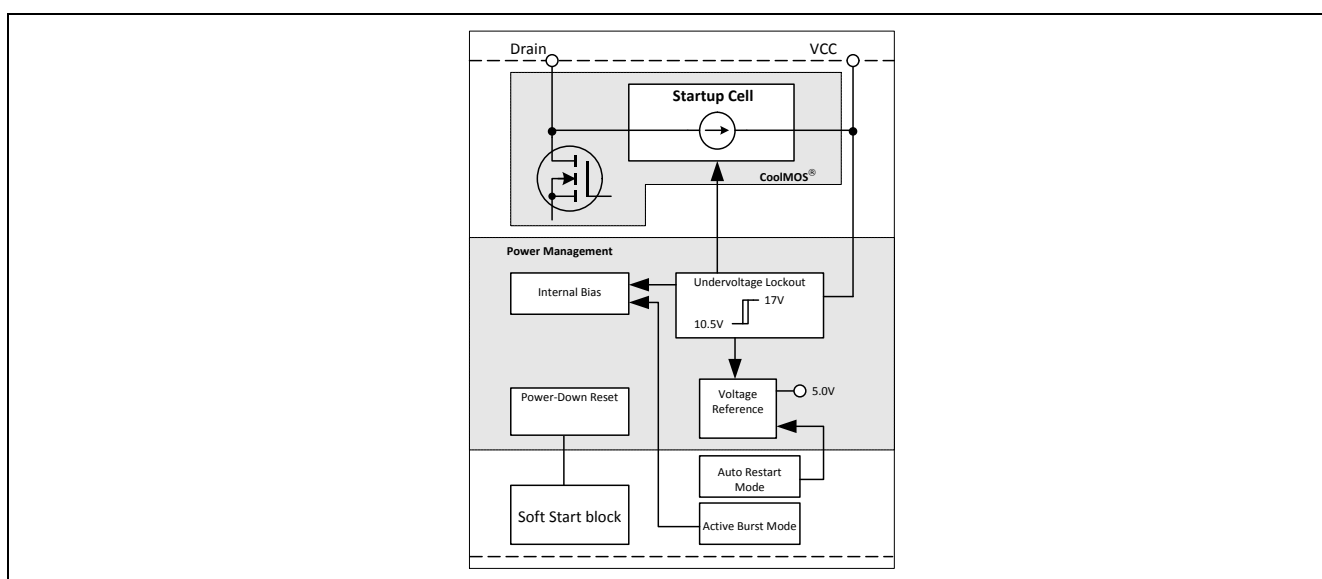 Drain
VCC
Startup Cell
CoolMOS®
Power Management
Internal Bias
Undervoltage Lockout
17V
10.5V
Power-Down Reset
Voltage
Reference
5.0V
Auto Restart
Mode
Soft Start block
Active Burst Mode